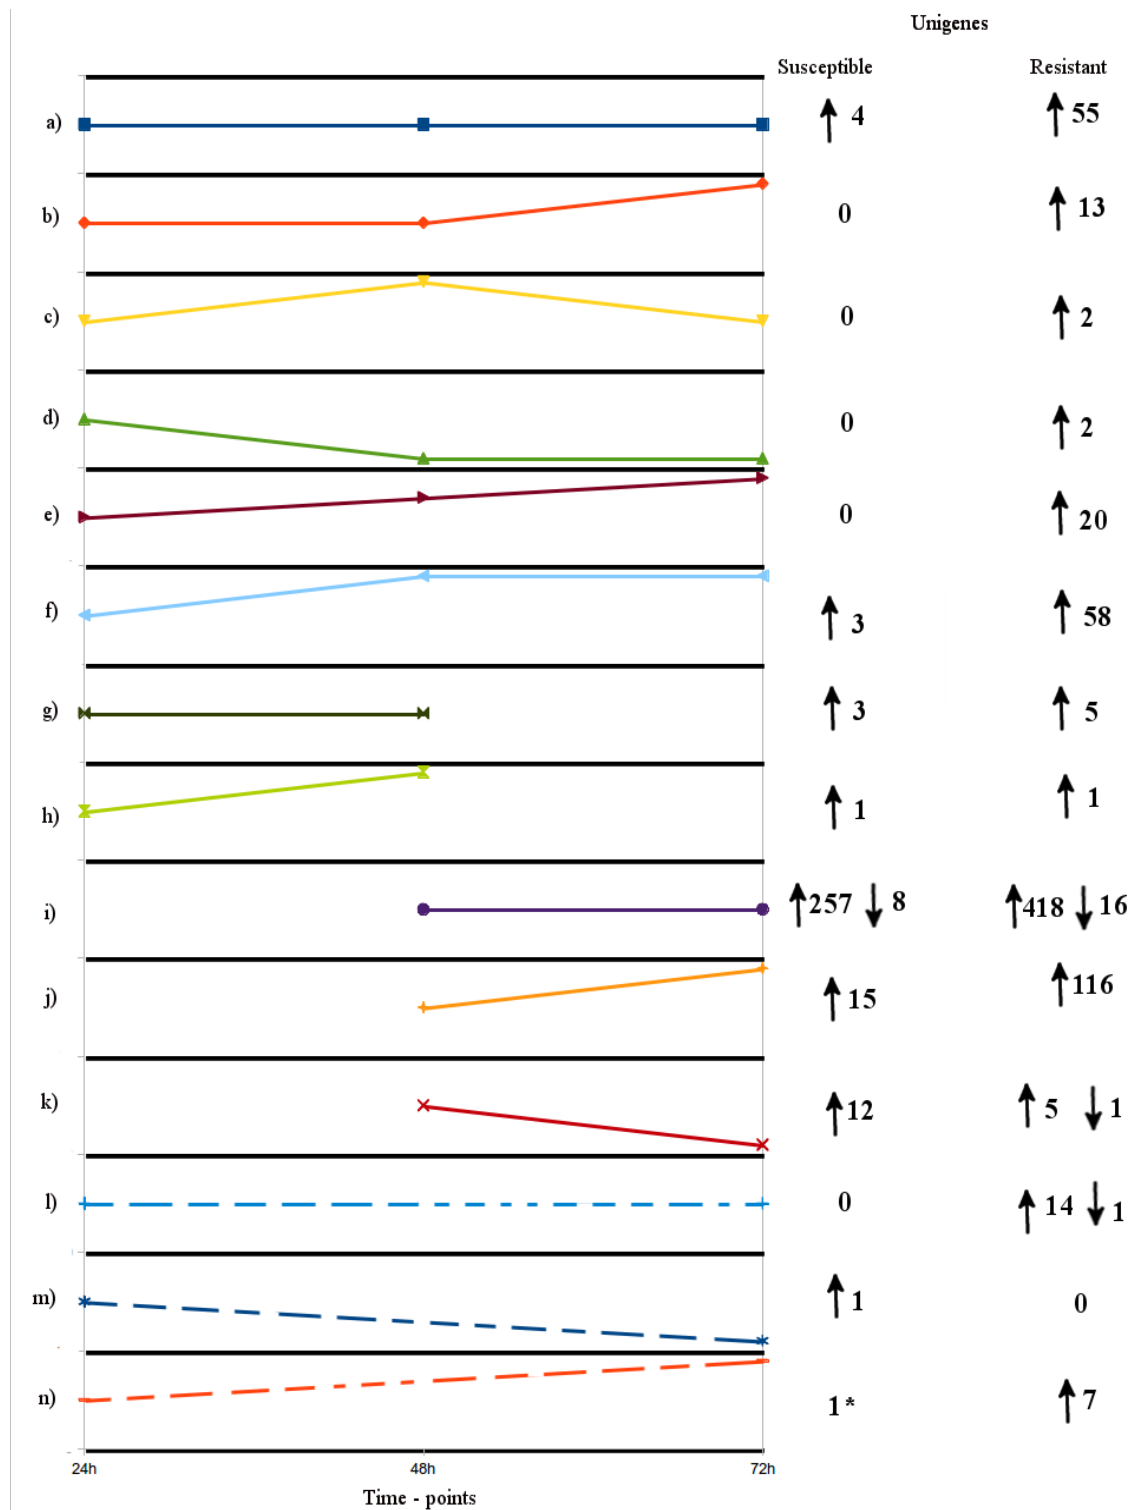 Unigenes
Susceptible Resistant
a) 4 55
b) 0 13
c) 0 2
d) 0 2
e) 0 20
f) 3 58
g) 3 5
h) 1 1
i) 257 8 418 16
j) 15 116
k) 12 5 1
l) 0 14 1
m) 1 0
n) 1* 7
24h 48h 72h
Time - points